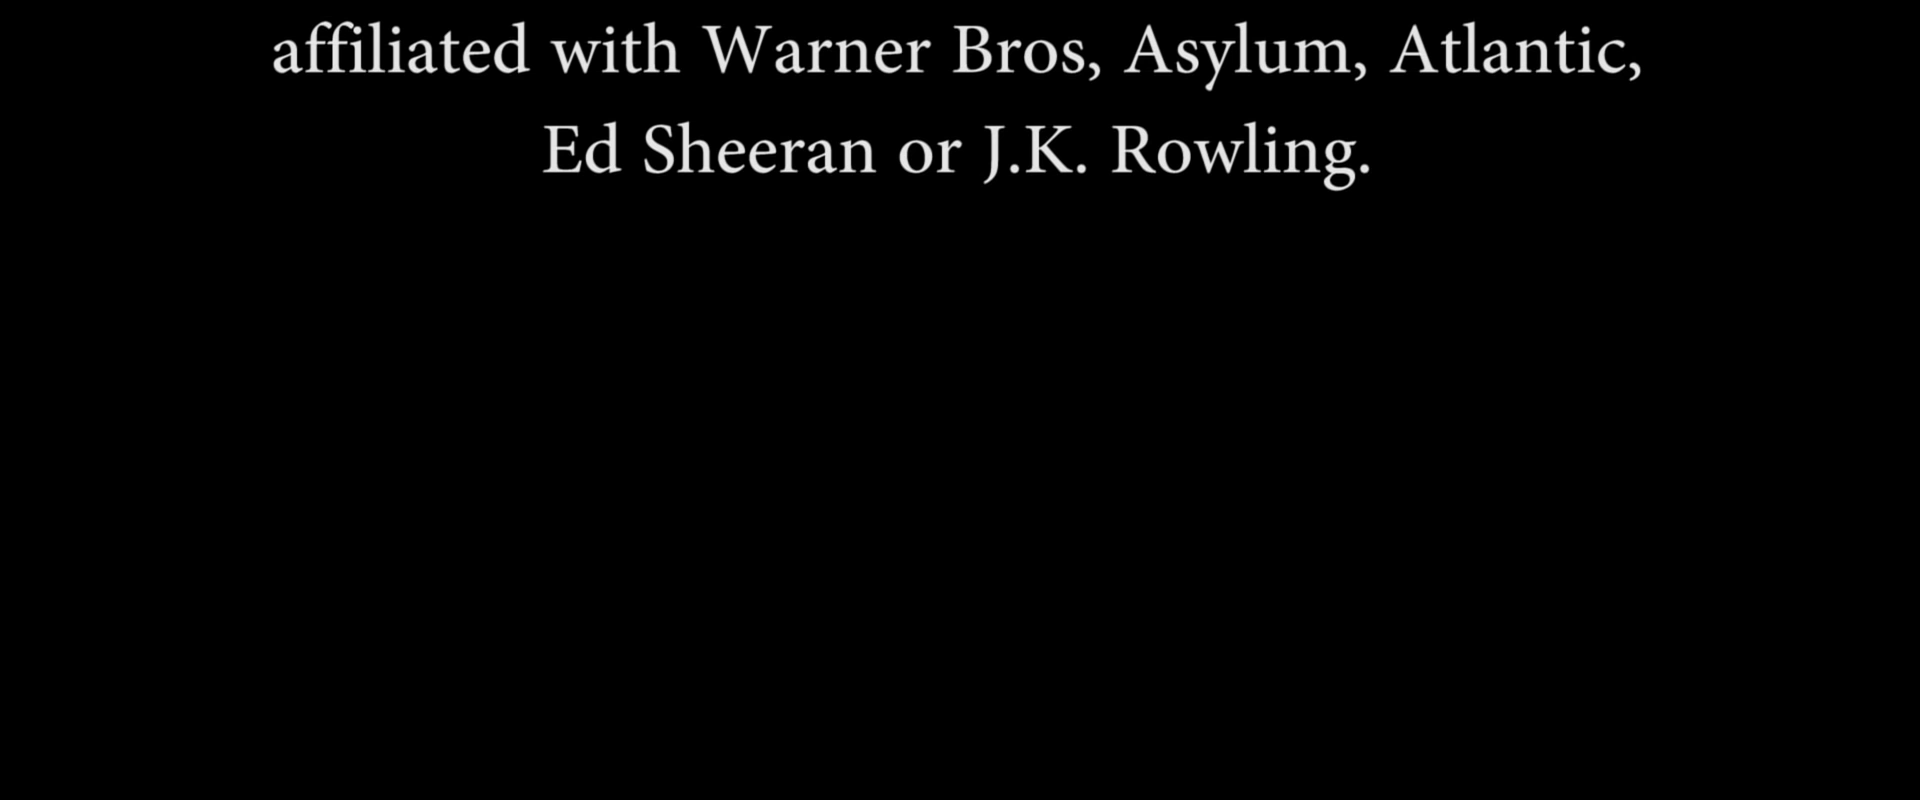 affiliated with Warner Bros, Asylum, Atlantic,
Ed Sheeran or J.K. Rowling.